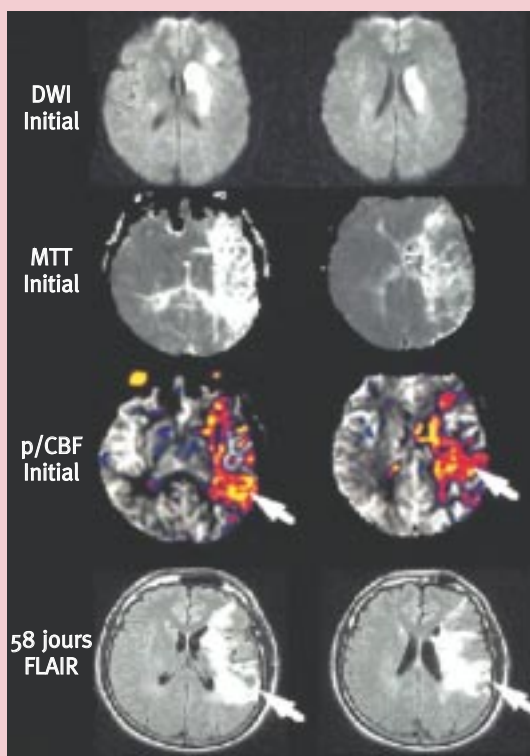 DWI
Initial
MTT
Initial
p/CBF
Initial
58 jours
FLAIR